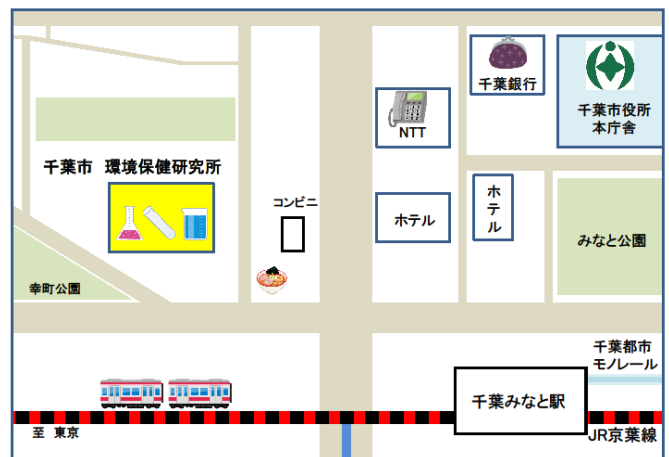 千葉銀行
千葉市役所
本庁舎
NTT
千葉市 環境保健研究所
コンビニ
ホテル
ホテル
みなと公園
幸町公園
千葉都市
モノレール
千葉みなと駅
至 東京
JR京葉線